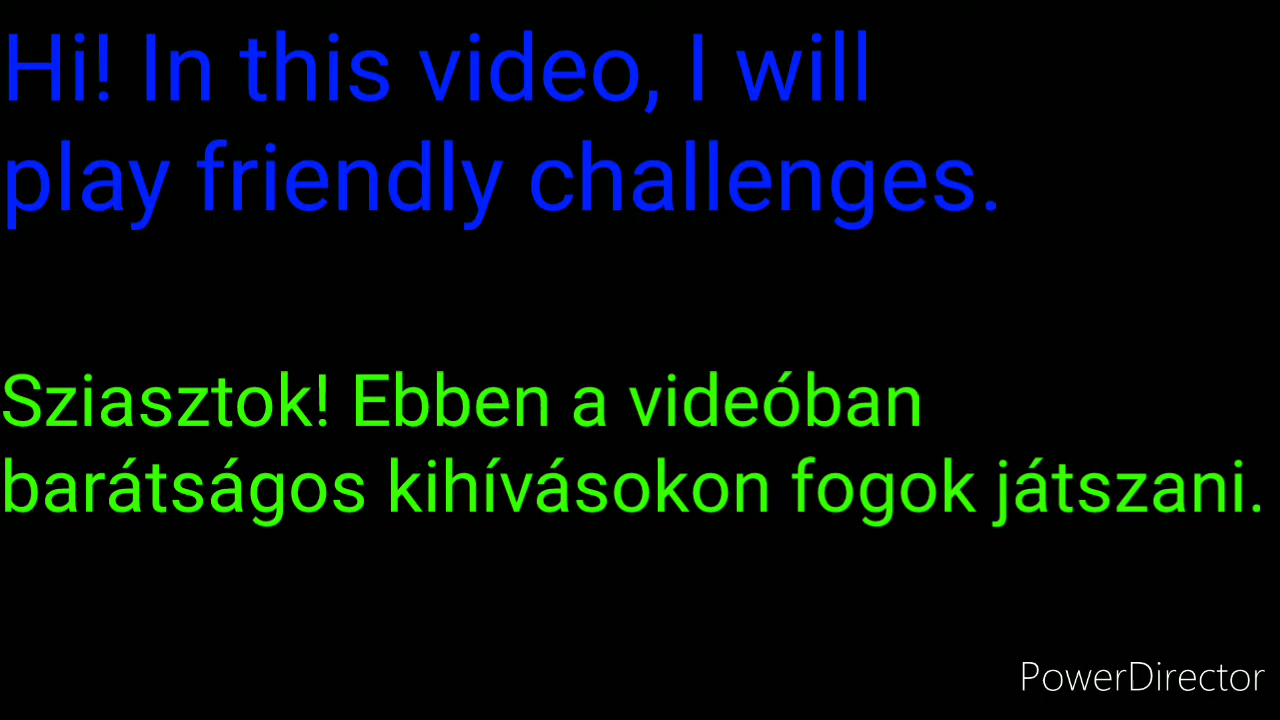 Hi! In this video, I will
play friendly challenges.
Sziasztok! Ebben a videóban
barátságos kihívásokon fogok játszani.
PowerDirector